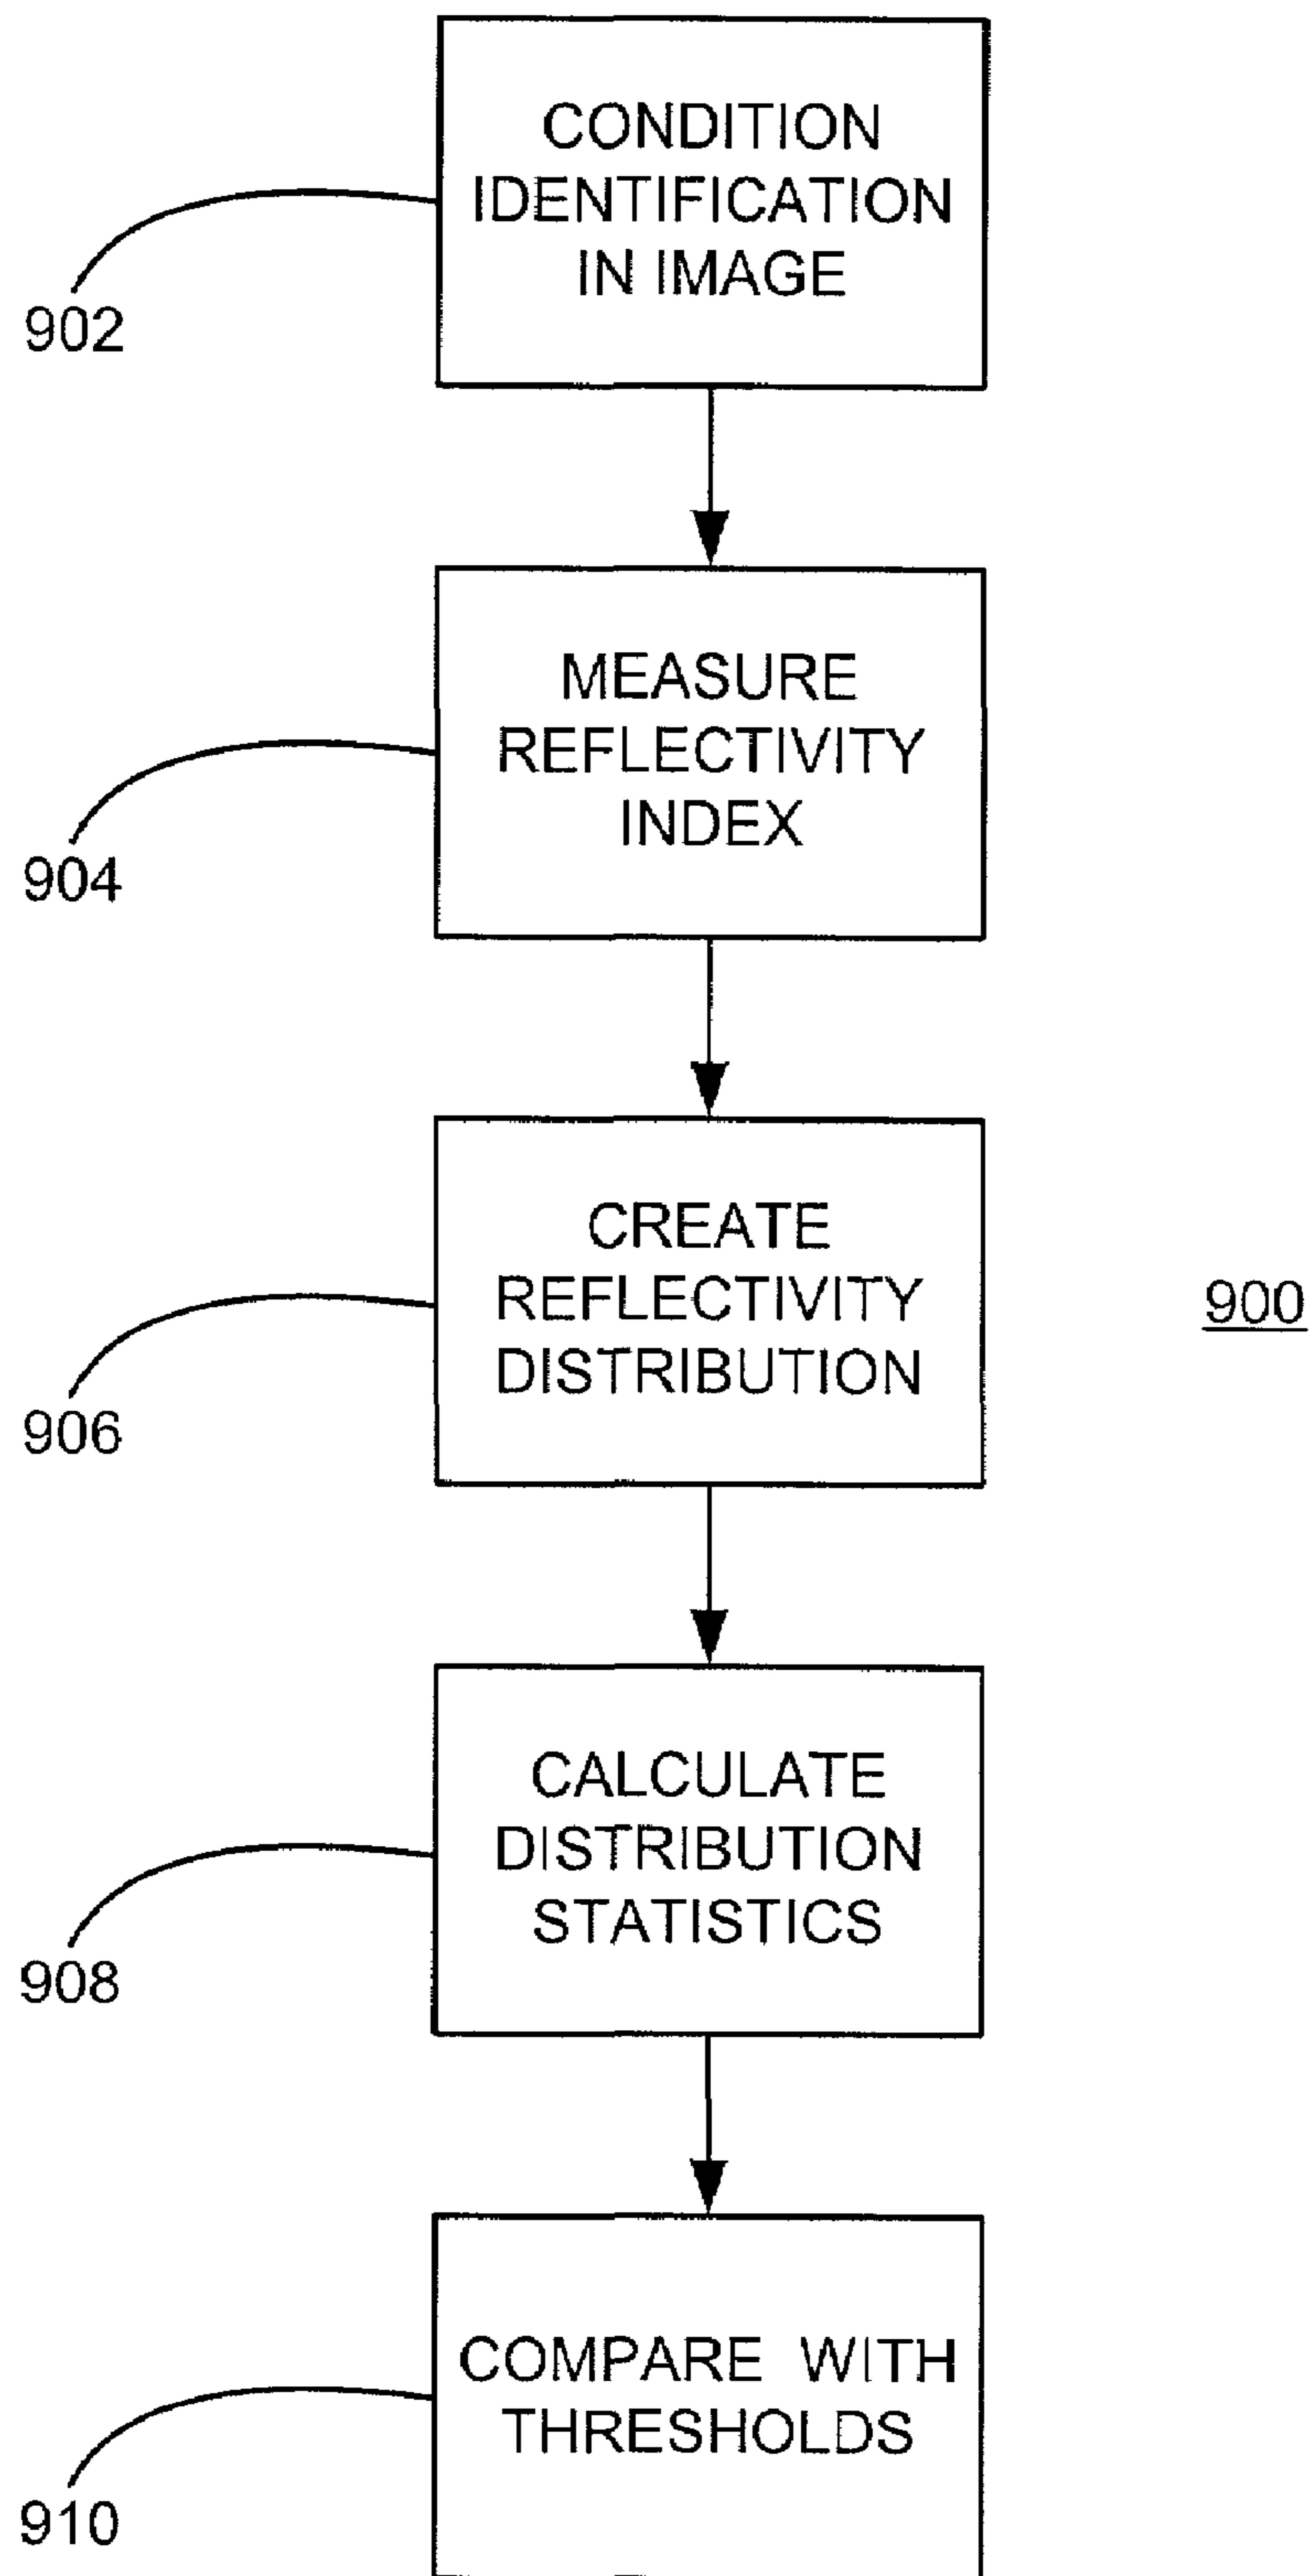 CONDITION
IDENTIFICATION
IN IMAGE
902
MEASURE
REFLECTIVITY
INDEX
904
CREATE
REFLECTIVITY
DISTRIBUTION
900
906
CALCULATE
DISTRIBUTION
STATISTICS
908
COMPARE WITH
THRESHOLDS
910